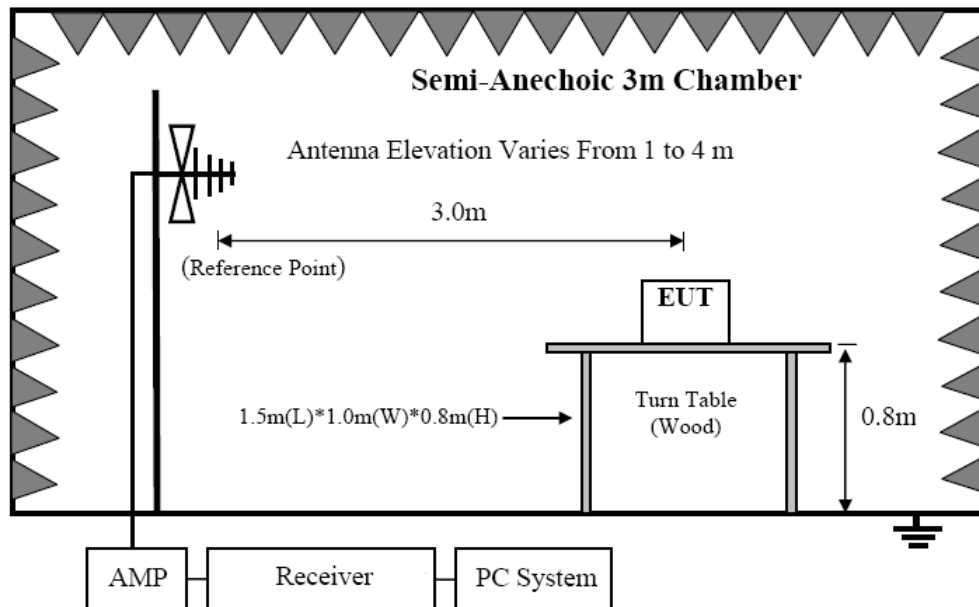 Semi-Anechoic 3m Chamber
Antenna Elevation Varies From 1 to 4 m
3.0m
(Reference Point)
EUT
1.5m(L)*1.0m(W)*0.8m(H)
Turn Table
(Wood)
0.8m
AMP
Receiver
PC System